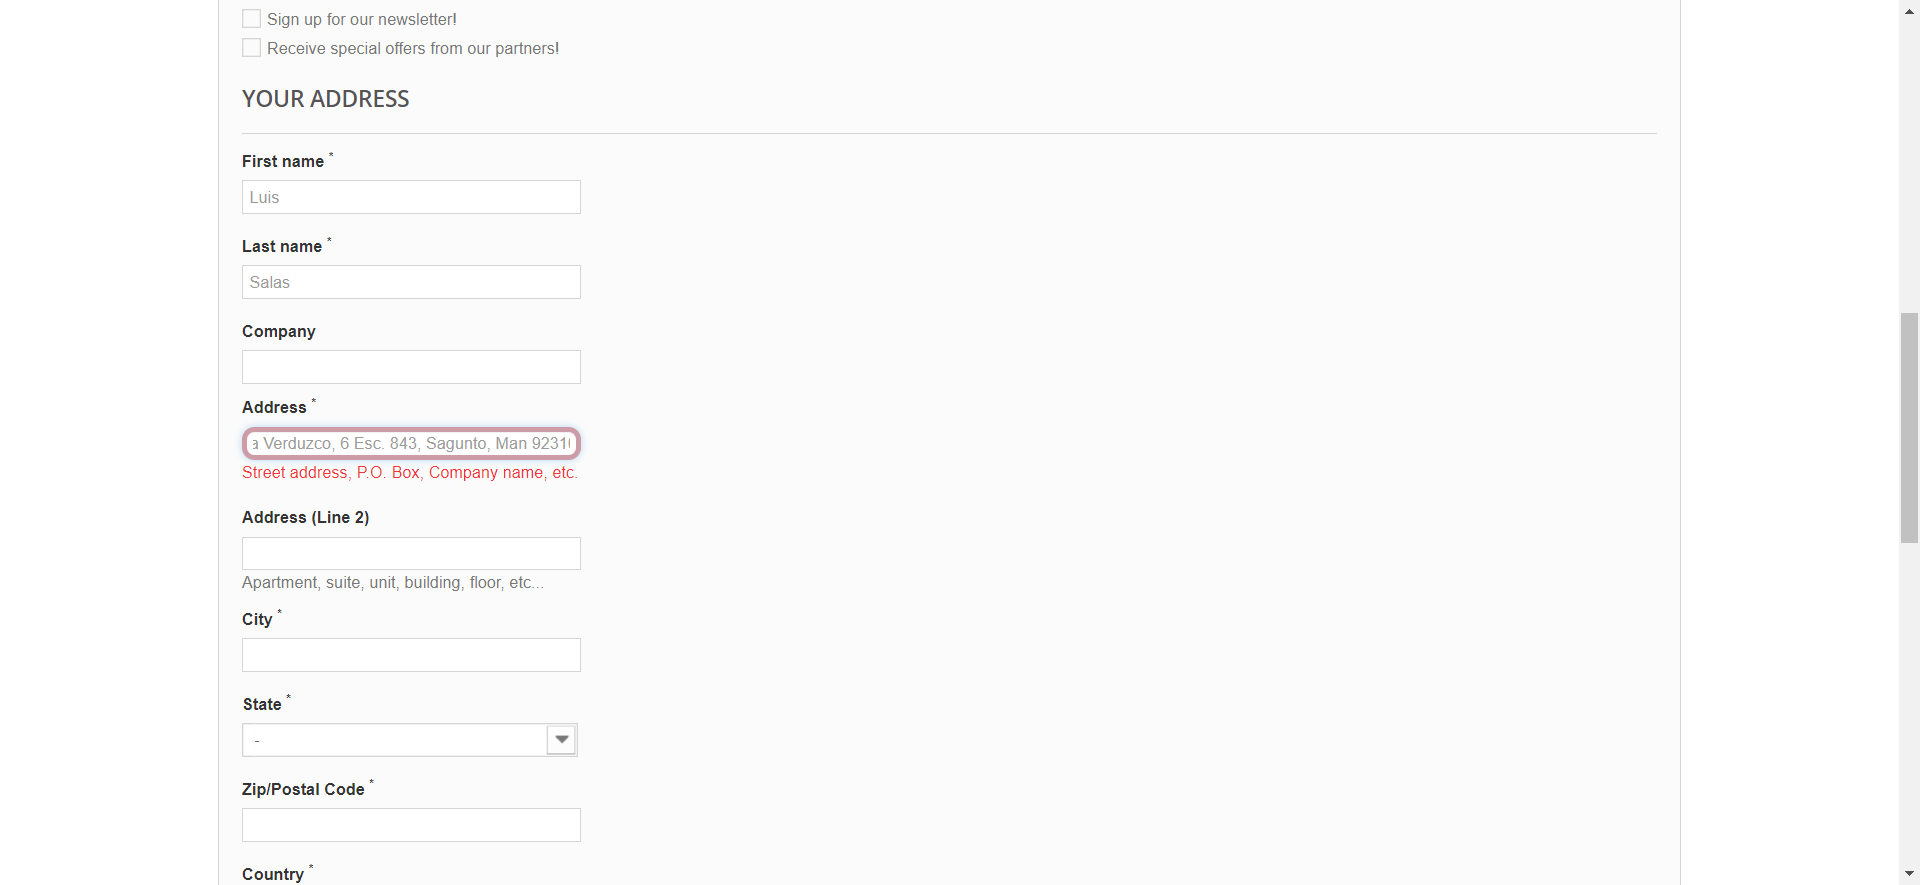 Sign up for our newsletter!
Receive special offers from our partners!
YOUR ADDRESS
First name *
Luis
Last name *
Salas
Company
Address *
a Verduzco, 6 Esc. 843, Sagunto, Man 9231
Street address, P.O. Box, Company name, etc.
Address (Line 2)
Apartment, suite, unit, building, floor, etc...
City *
State *
-
Zip/Postal Code *
Country *